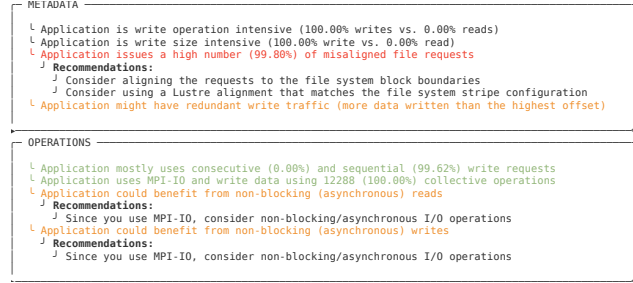 METADATA
Application is write operation intensive (100.00% writes vs. 0.00% reads)
Application is write size intensive (100.00% write vs. 0.00% read)
Application issues a high number (99.80%) of misaligned file requests
Recommendations:
Consider aligning the requests to the file system block boundaries
Consider using a Lustre alignment that matches the file system stripe configuration
Application might have redundant write traffic (more data written than the highest offset)
OPERATIONS
Application mostly uses consecutive (0.00%) and sequential (99.62%) write requests
Application uses MPI-IO and write data using 12288 (100.00%) collective operations
Application could benefit from non-blocking (asynchronous) reads
Recommendations:
Since you use MPI-IO, consider non-blocking/asynchronous I/O operations
Application could benefit from non-blocking (asynchronous) writes
Recommendations:
Since you use MPI-IO, consider non-blocking/asynchronous I/O operations